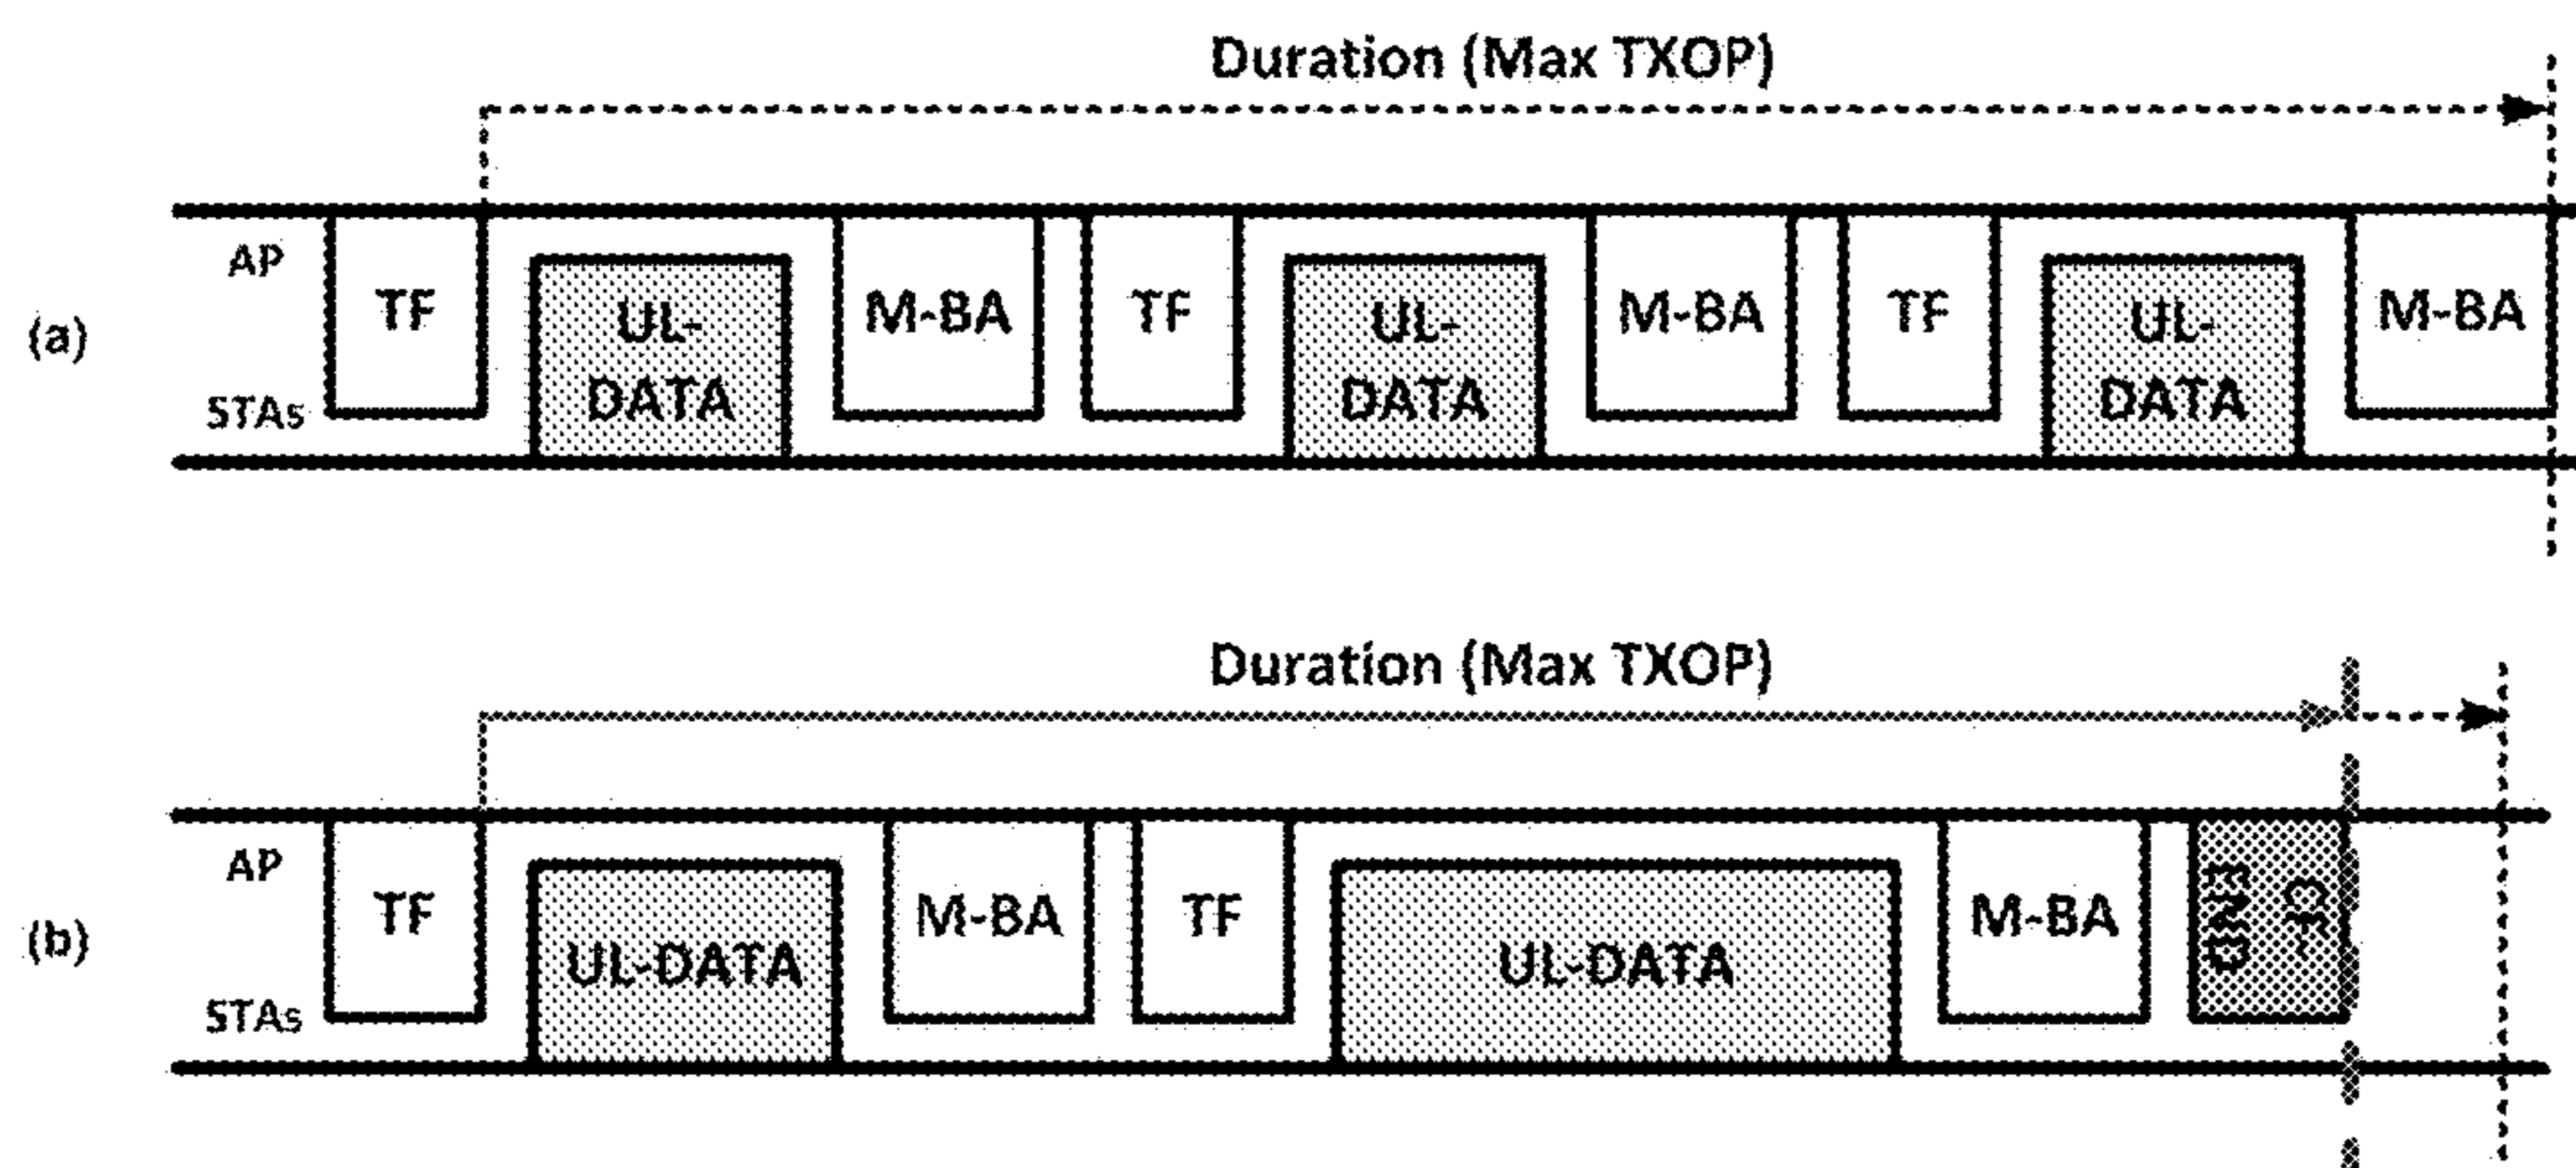 Duration (Max TXOP)
(a)
AP
STAs
TF
UL-
DATA
M-BA
TF
UL-
DATA
M-BA
TF
UL-
DATA
M-BA
Duration (Max TXOP)
(b)
AP
STAs
TF
UL-DATA
M-BA
TF
UL-DATA
M-BA
CF-
END